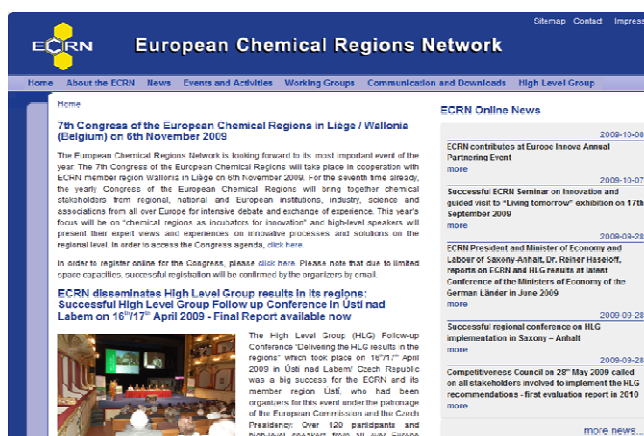 Sitemap Contact Impress
ECRN
European Chemical Regions Network
Home About the ECRN News Events and Activities Working Groups Communication and Downloads High Level Group
Home
7th Congress of the European Chemical Regions in Liège / Wallonia
(Belgium) on 6th November 2009
The European Chemical Regions Network is looking forward to its most important event of the
year. The 7th Congress of the European Chemical Regions will take place in cooperation with
ECRN member region Wallonia in Liège on 6th November 2009. For the seventh time already,
the yearly Congress of the European Chemical Regions will bring together chemical
stakeholders from regional, national and European institutions, industry, science and
associations from all over Europe for intensive debate and exchange of experience. This year's
focus will be on "chemical regions as incubators for innovation" and high-level speakers will
present their expert views and experiences on innovative processes and solutions on the
regional level. In order to access the Congress agenda, click here.
In order to register online for the Congress, please click here. Please note that due to limited
space capacities, successful registration will be confirmed by the organizers by email.
ECRN disseminates High Level Group results in its regions:
Successful High Level Group Follow up Conference in Ústí nad
Labem on 16th/17th April 2009 - Final Report available now
The High Level Group (HLG) Follow-up
Conference "Delivering the HLG results in the
regions" which took place on 16th/17th April
2009 in Ústí nad Labem/ Czech Republic
was a big success for the ECRN and its
member region Ústí, who had been
organizers for this event under the patronage
of the European Commission and the Czech
Presidency: Over 120 participants and
high-level speakers from all over Europe
ECRN Online News
2009-10-08
ECRN contributes at Europe Innova Annual
Partnering Event
more
2009-10-07
Successful ECRN Seminar on Innovation and
guided visit to "Living tomorrow" exhibition on 17th
September 2009
more
2009-09-28
ECRN President and Minister of Economy and
Labour of Saxony-Anhalt, Dr. Reiner Haseloff,
reports on ECRN and HLG results at latest
Conference of the Ministers of Economy of the
German Länder in June 2009
more
2009-09-28
Successful regional conference on HLG
implementation in Saxony – Anhalt
more
2009-09-28
Competitiveness Council on 28th May 2009 called
on all stakeholders involved to implement the HLG
recommendations - first evaluation report in 2010
more
more news...